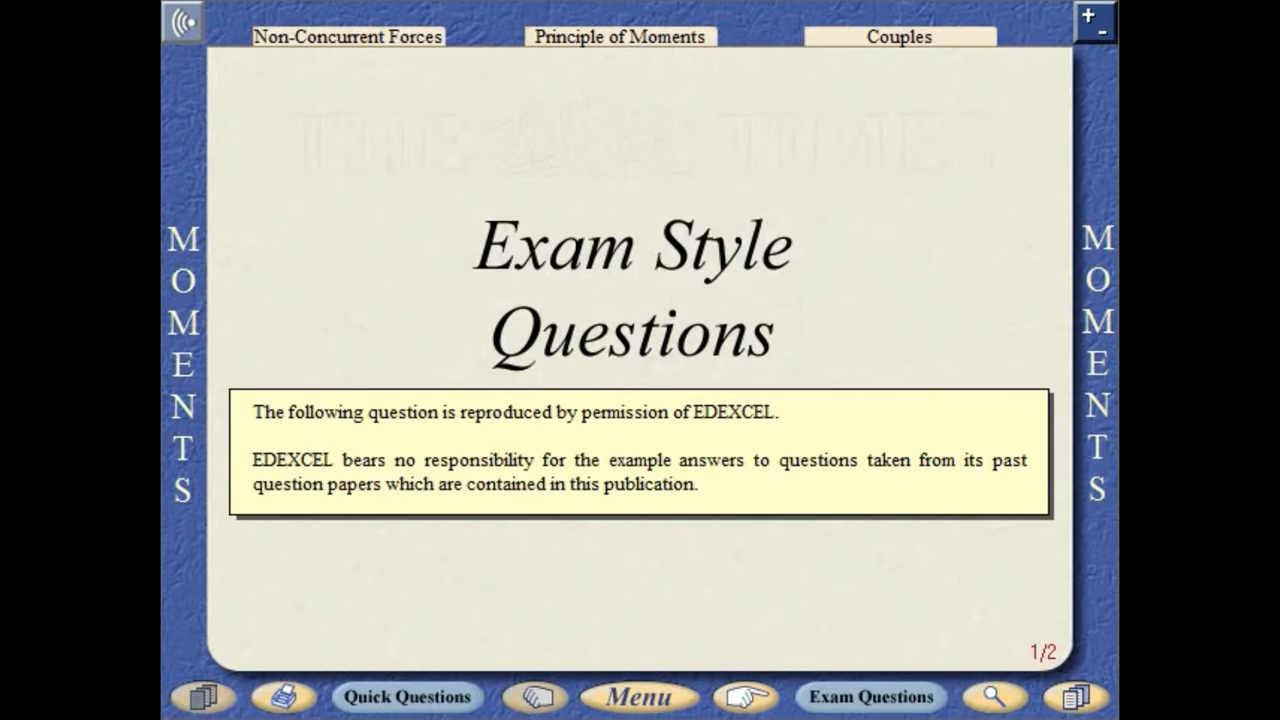 Non-Concurrent Forces
Principle of Moments
Couples
+
-
MOMENTS
Exam Style
Questions
The following question is reproduced by permission of EDEXCEL.
EDEXCEL bears no responsibility for the example answers to questions taken from its past
question papers which are contained in this publication.
MOMENTS
1/2
Quick Questions
Menu
Exam Questions